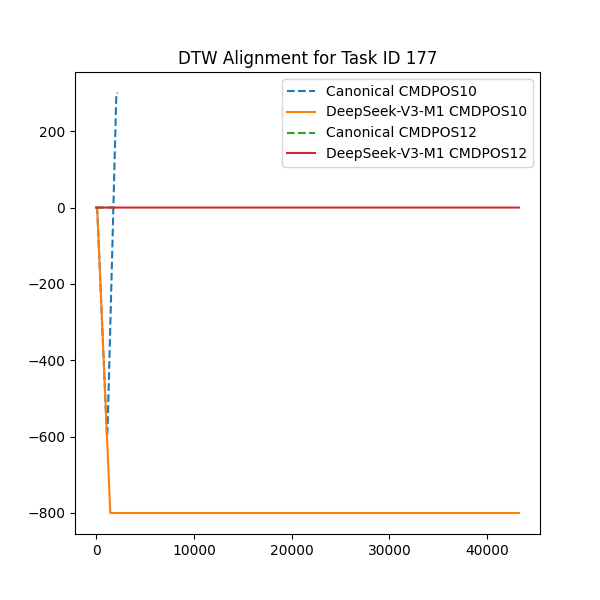 DTW Alignment for Task ID 177
Canonical CMDPOS10
DeepSeek-V3-M1 CMDPOS10
Canonical CMDPOS12
DeepSeek-V3-M1 CMDPOS12
200
0
−200
−400
−600
−800
0 10000 20000 30000 40000